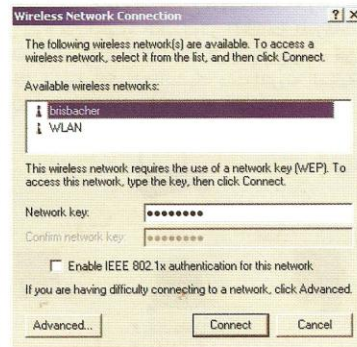 Wireless Network Connection
The following wireless network(s) are available. To access a
wireless network, select it from the list, and then click Connect.
Available wireless networks:
brisbacher
WLAN
This wireless network requires the use of a network key (WEP). To
access this network, type the key, then click Connect.
Network key: ••••••••
Confirm network key: ••••••••
Enable IEEE 802.1x authentication for this network
If you are having difficulty connecting to a network, click Advanced.
Advanced... Connect Cancel